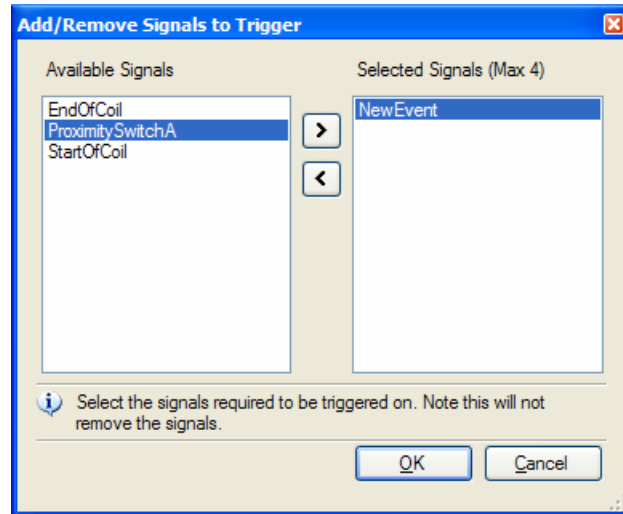 Add/Remove Signals to Trigger
Available Signals
Selected Signals (Max 4)
EndOfCoil
ProximitySwitchA
StartOfCoil
>
<
NewEvent
Select the signals required to be triggered on. Note this will not
remove the signals.
OK
Cancel